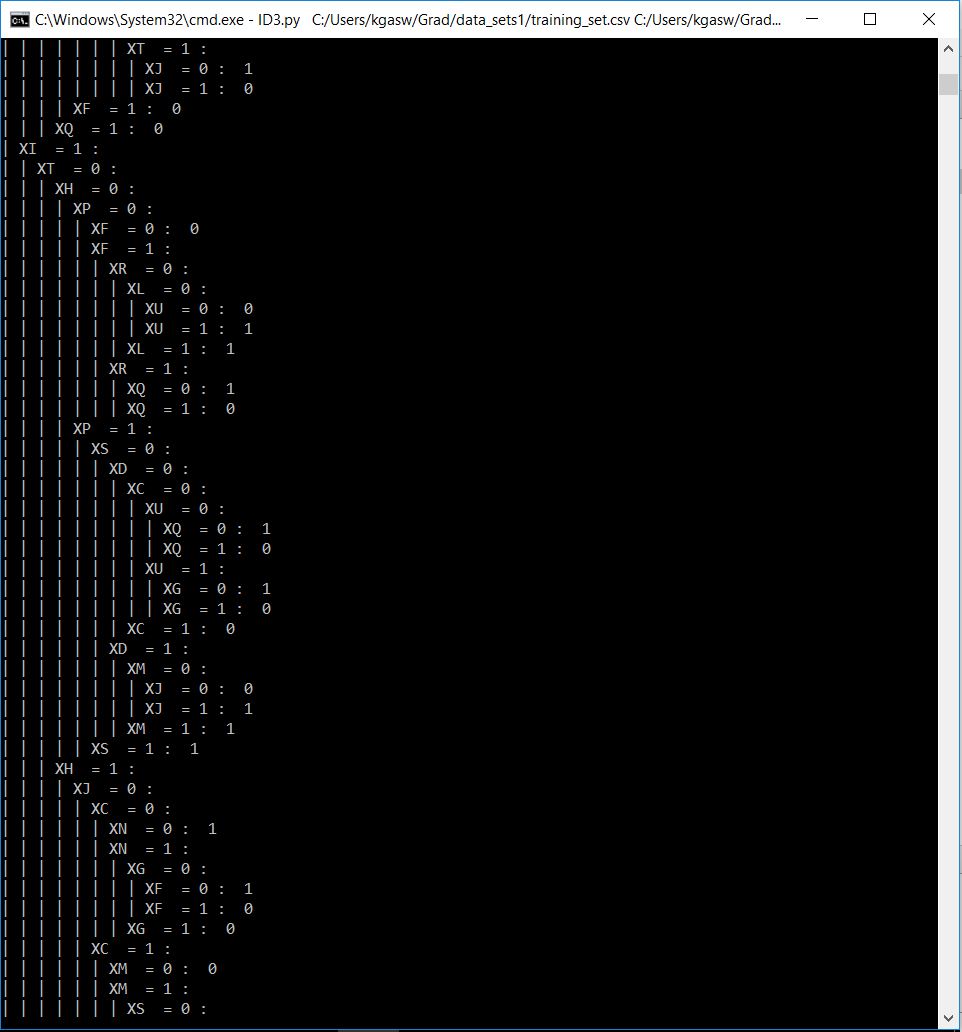 C:\Windows\System32\cmd.exe - ID3.py   C:/Users/kgasw/Grad/data_sets1/training_set.csv C:/Users/kgasw/Grad...
| | | | | | | XT  = 1 :
| | | | | | | | XJ  = 0 :  1
| | | | | | | | XJ  = 1 :  0
| | | | XF  = 1 :  0
| | | XQ  = 1 :  0
| XI  = 1 :
| | XT  = 0 :
| | | XH  = 0 :
| | | | XP  = 0 :
| | | | | XF  = 0 :  0
| | | | | XF  = 1 :
| | | | | | XR  = 0 :
| | | | | | | XL  = 0 :
| | | | | | | | XU  = 0 :  0
| | | | | | | | XU  = 1 :  1
| | | | | | | XL  = 1 :  1
| | | | | | XR  = 1 :
| | | | | | | XQ  = 0 :  1
| | | | | | | XQ  = 1 :  0
| | | | XP  = 1 :
| | | | | XS  = 0 :
| | | | | | XD  = 0 :
| | | | | | | XC  = 0 :
| | | | | | | | XU  = 0 :
| | | | | | | | | XQ  = 0 :  1
| | | | | | | | | XQ  = 1 :  0
| | | | | | | | XU  = 1 :
| | | | | | | | | XG  = 0 :  1
| | | | | | | | | XG  = 1 :  0
| | | | | | | XC  = 1 :  0
| | | | | | XD  = 1 :
| | | | | | | XM  = 0 :
| | | | | | | | XJ  = 0 :  0
| | | | | | | | XJ  = 1 :  1
| | | | | | | XM  = 1 :  1
| | | | | XS  = 1 :  1
| | | XH  = 1 :
| | | | XJ  = 0 :
| | | | | XC  = 0 :
| | | | | | XN  = 0 :  1
| | | | | | XN  = 1 :
| | | | | | | XG  = 0 :
| | | | | | | | XF  = 0 :  1
| | | | | | | | XF  = 1 :  0
| | | | | | | XG  = 1 :  0
| | | | | XC  = 1 :
| | | | | | XM  = 0 :  0
| | | | | | XM  = 1 :
| | | | | | | XS  = 0 :